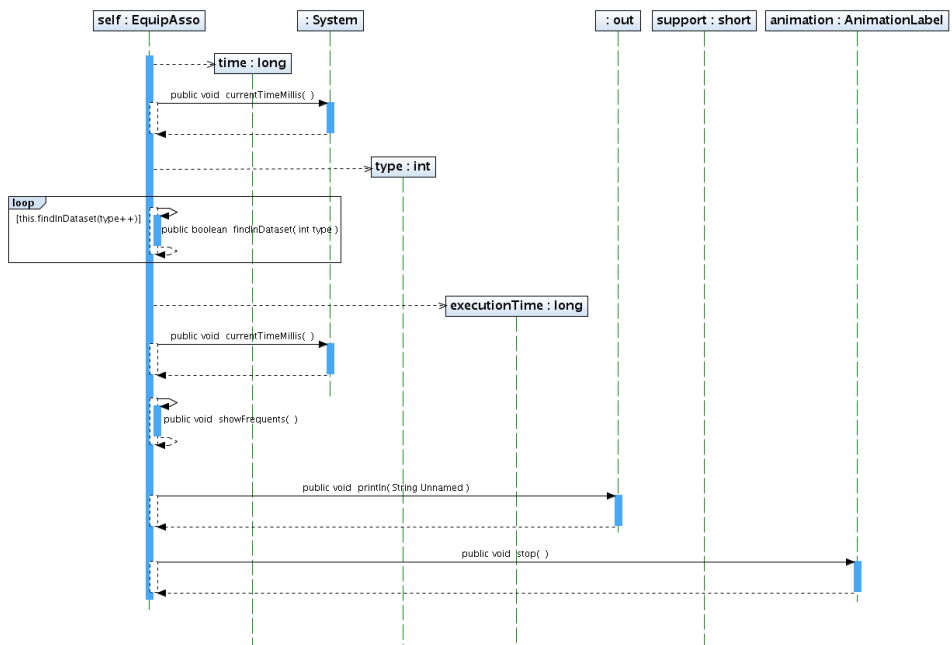 self : EquipAsso
: System
: out
support : short
animation : AnimationLabel
time : long
public void currentTimeMillis( )
type : int
loop
[this.findInDataset(type++)]
public boolean findInDataset( int type )
executionTime : long
public void currentTimeMillis( )
public void showFrequents( )
public void println( String Unnamed )
public void stop( )